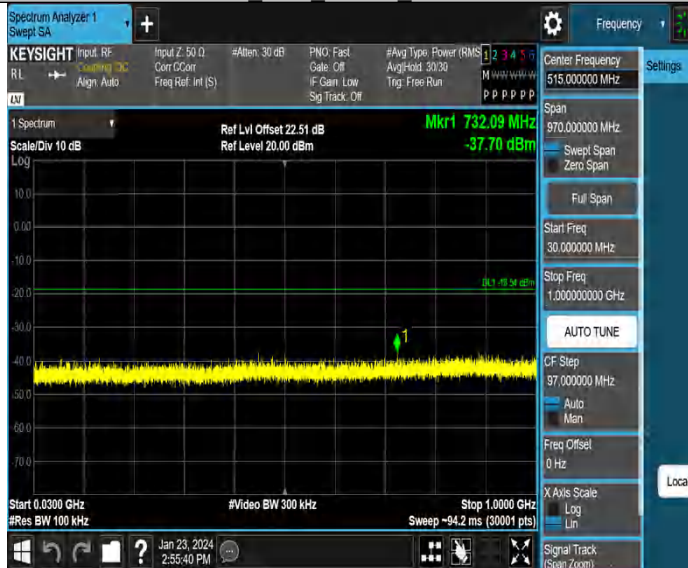 Spectrum Analyzer 1
Swept SA
+
Frequency
KEYSIGHT
RL
Input: RF
Coupling: DC
Align: Auto
Input Z: 50 Ω
Corr CCorr
Freq Ref: Int (S)
#Atten: 30 dB
PNO: Fast
Gate: Off
IF Gain: Low
Sig Track: Off
#Avg Type: Power (RMS
Avg|Hold: 30/30
Trig: Free Run
1 2 3 4 5 6
M W W W W W
P P P P P P
LXI
1 Spectrum
Scale/Div 10 dB
Log
Ref Lvl Offset 22.51 dB
Ref Level 20.00 dBm
Mkr1 732.09 MHz
-37.70 dBm
10.0
0.00
-10.0
-20.0
-30.0
-40.0
-50.0
-60.0
-70.0
1
Start 0.0300 GHz
#Res BW 100 kHz
#Video BW 300 kHz
Stop 1.0000 GHz
Sweep ~94.2 ms (30001 pts)
Jan 23, 2024
2:55:40 PM
Center Frequency
515.000000 MHz
Span
970.000000 MHz
Swept Span
Zero Span
Full Span
Start Freq
30.000000 MHz
Stop Freq
1.000000000 GHz
AUTO TUNE
CF Step
97.000000 MHz
Auto
Man
Freq Offset
0 Hz
X Axis Scale
Log
Lin
Signal Track
(Span Zoom)
Settings